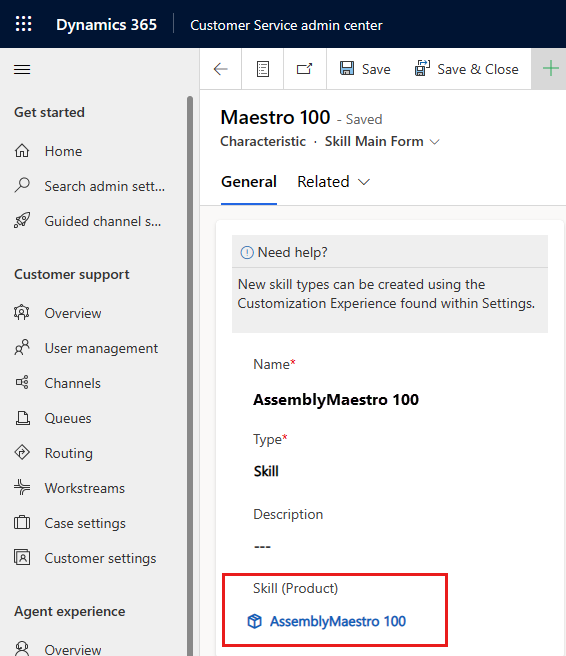 Dynamics 365 Customer Service admin center
Save Save & Close
Get started
Home
Search admin sett...
Guided channel s...
Customer support
Overview
User management
Channels
Queues
Routing
Workstreams
Case settings
Customer settings
Agent experience
Overview
Maestro 100 - Saved
Characteristic · Skill Main Form
General Related
Need help?
New skill types can be created using the
Customization Experience found within Settings.
Name*
AssemblyMaestro 100
Type*
Skill
Description
---
Skill (Product)
AssemblyMaestro 100